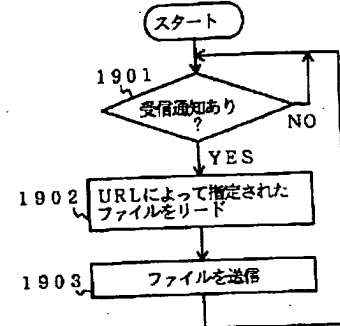 スタート
1901
受信通知あり
?
NO
YES
1902
URLによって指定された
ファイルをリード
1903
ファイルを送信